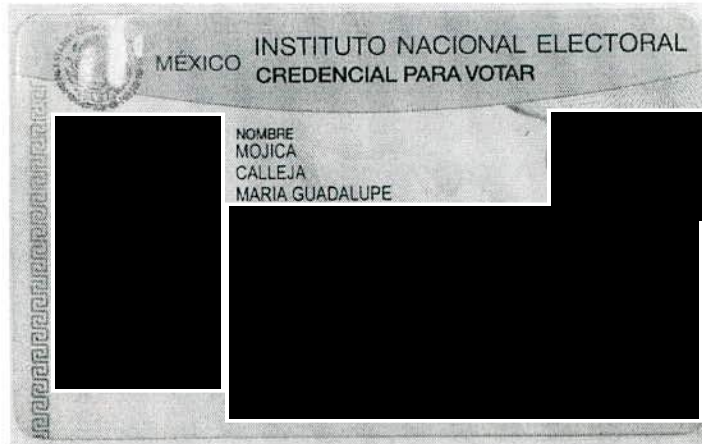 MÉXICO INSTITUTO NACIONAL ELECTORAL
CREDENCIAL PARA VOTAR
NOMBRE
MOJICA
CALLEJA
MARIA GUADALUPE